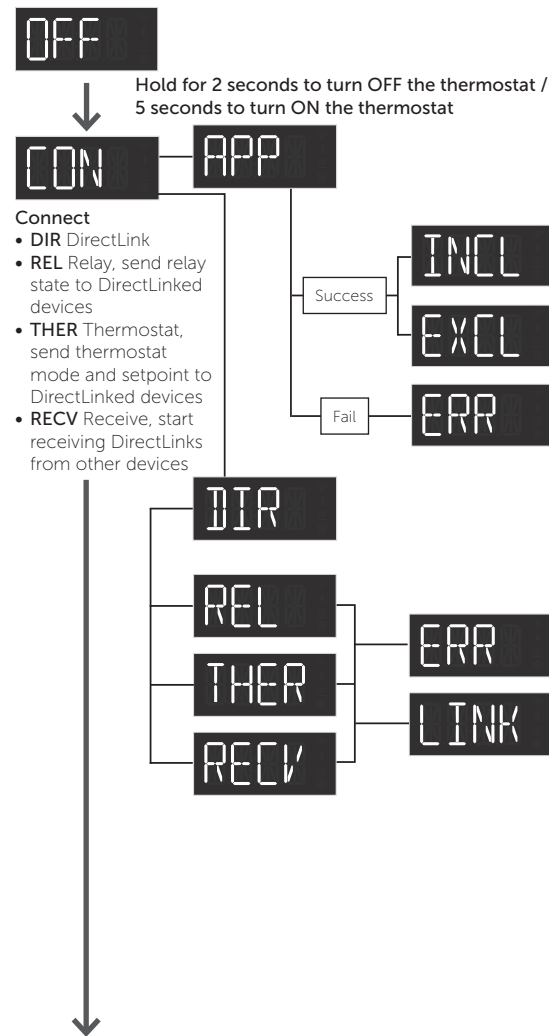 OFF
Hold for 2 seconds to turn OFF the thermostat /
5 seconds to turn ON the thermostat
CON
APP
Connect
• DIR DirectLink
• REL Relay, send relay
state to DirectLinked
devices
• THER Thermostat,
send thermostat
mode and setpoint to
DirectLinked devices
• RECV Receive, start
receiving DirectLinks
from other devices
Success
INCL
EXCL
Fail
ERR
DIR
REL
THER
RECV
ERR
LINK